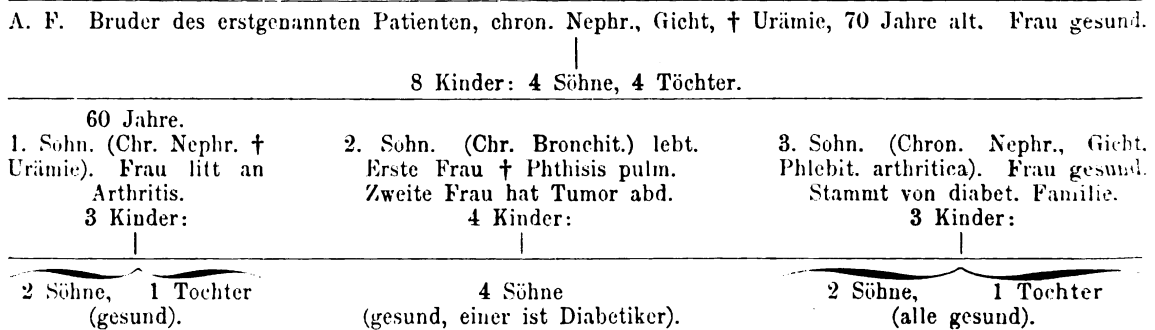 A. F. Bruder des erstgenannten Patienten, chron. Nephr., Gicht, † Urämie, 70 Jahre alt. Frau gesund.
8 Kinder: 4 Söhne, 4 Töchter.
60 Jahre.
1. Sohn. (Chr. Nephr. †
Urämie). Frau litt an
Arthritis.
3 Kinder:
2 Söhne, 1 Tochter
(gesund).
2. Sohn. (Chr. Bronchit.) lebt.
Erste Frau † Phthisis pulm.
Zweite Frau hat Tumor abd.
4 Kinder:
4 Söhne
(gesund, einer ist Diabetiker).
3. Sohn. (Chron. Nephr., Gicht.
Phlebit. arthritica). Frau gesund.
Stammt von diabet. Familie.
3 Kinder:
2 Söhne, 1 Tochter
(alle gesund).